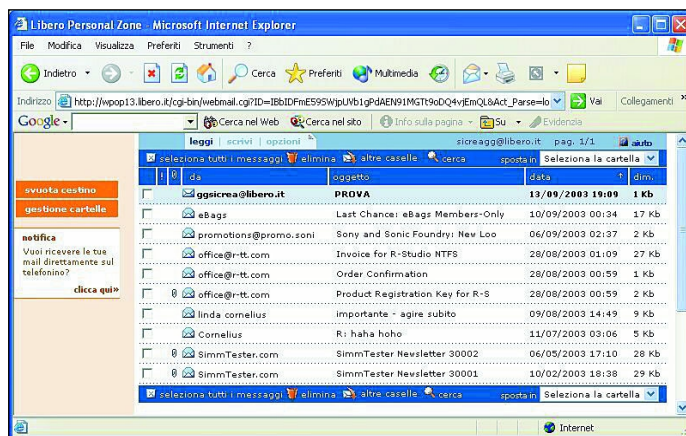 Libero Personal Zone - Microsoft Internet Explorer
File Modifica Visualizza Preferiti Strumenti ?
Indietro Cerca Preferiti Multimedia
Indirizzo http://wpop13.libero.it/cgi-bin/webmail.cgi?ID=IBbIDFmE59SWjpUVb1gPdAEN91MGTt9oDQ4vjEmQL&Act_Parse=lo Vai Collegamenti »
Google Cerca nel Web Cerca nel sito Info sulla pagina Su Evidenzia
leggi | scrivi | opzioni sicreagg@libero.it pag. 1/1 aiuto
seleziona tutti i messaggi elimina altre caselle cerca sposta in Seleziona la cartella
! da oggetto data ↑ dim.
svuota cestino
gestione cartelle
notifica
Vuoi ricevere le tue
mail direttamente sul
telefonino?
clicca qui»
ggsicrea@libero.it PROVA 13/09/2003 19:09 1 Kb
eBags Last Chance: eBags Members-Only 10/09/2003 00:34 17 Kb
promotions@promo.soni Sony and Sonic Foundry: New Loo 06/09/2003 02:37 2 Kb
office@r-tt.com Invoice for R-Studio NTFS 28/08/2003 01:09 27 Kb
office@r-tt.com Order Confirmation 28/08/2003 00:59 1 Kb
office@r-tt.com Product Registration Key for R-S 28/08/2003 00:59 2 Kb
linda cornelius importante - agire subito 09/08/2003 14:49 9 Kb
Cornelius R: haha hoho 11/07/2003 03:06 5 Kb
SimmTester.com SimmTester Newsletter 30002 06/05/2003 17:10 28 Kb
SimmTester.com SimmTester Newsletter 30001 10/02/2003 18:38 29 Kb
seleziona tutti i messaggi elimina altre caselle cerca sposta in Seleziona la cartella
Internet